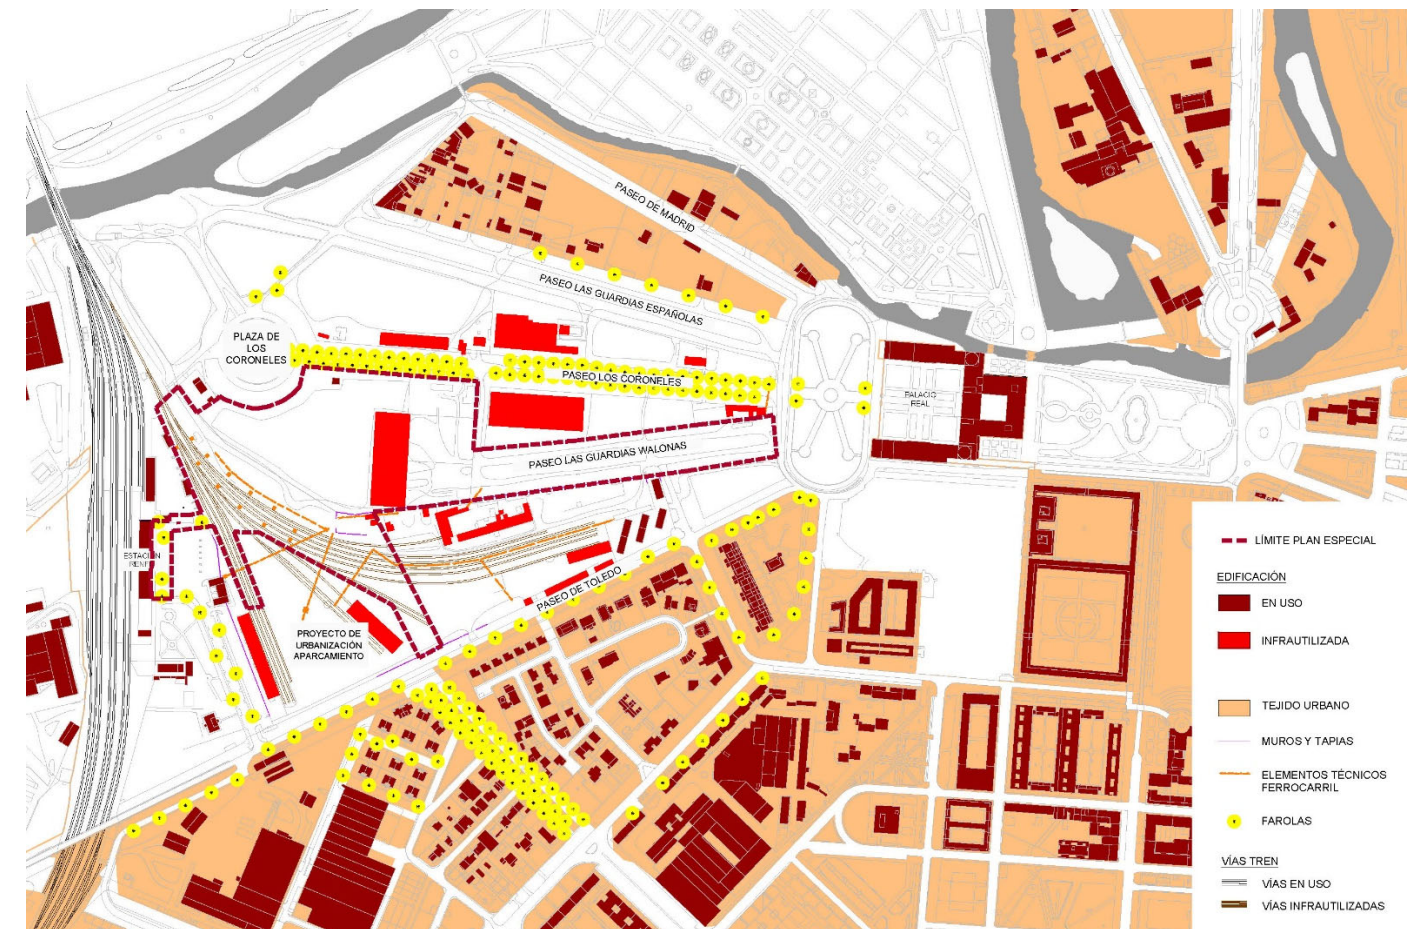 PASEO DE MADRID
PASEO LAS GUARDIAS ESPAÑOLAS
PLAZA DE
LOS
CORONELES
PASEO LOS CORONELES
PALACIO
REAL
PASEO LAS GUARDIAS WALONAS
ESTACIÓN
RENFE
PASEO DE TOLEDO
PROYECTO DE
URBANIZACIÓN
APARCAMIENTO
LÍMITE PLAN ESPECIAL
EDIFICACIÓN
EN USO
INFRAUTILIZADA
TEJIDO URBANO
MUROS Y TAPIAS
ELEMENTOS TÉCNICOS
FERROCARRIL
FAROLAS
VÍAS TREN
VÍAS EN USO
VÍAS INFRAUTILIZADAS